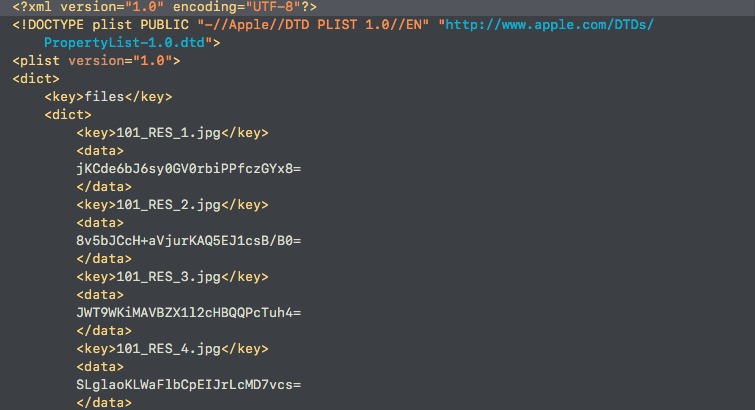 <?xml version="1.0" encoding="UTF-8"?>
<!DOCTYPE plist PUBLIC "-//Apple//DTD PLIST 1.0//EN" "http://www.apple.com/DTDs/
PropertyList-1.0.dtd">
<plist version="1.0">
<dict>
<key>files</key>
<dict>
<key>101_RES_1.jpg</key>
<data>
jKCde6bJ6sy0GV0rbiPPfczGYx8=
</data>
<key>101_RES_2.jpg</key>
<data>
8v5bJCcH+aVjurKAQ5EJ1csB/B0=
</data>
<key>101_RES_3.jpg</key>
<data>
JWT9WKiMAVBZX1l2cHBQQPcTuh4=
</data>
<key>101_RES_4.jpg</key>
<data>
SLglaoKLWaFlbCpEIJrLcMD7vcs=
</data>